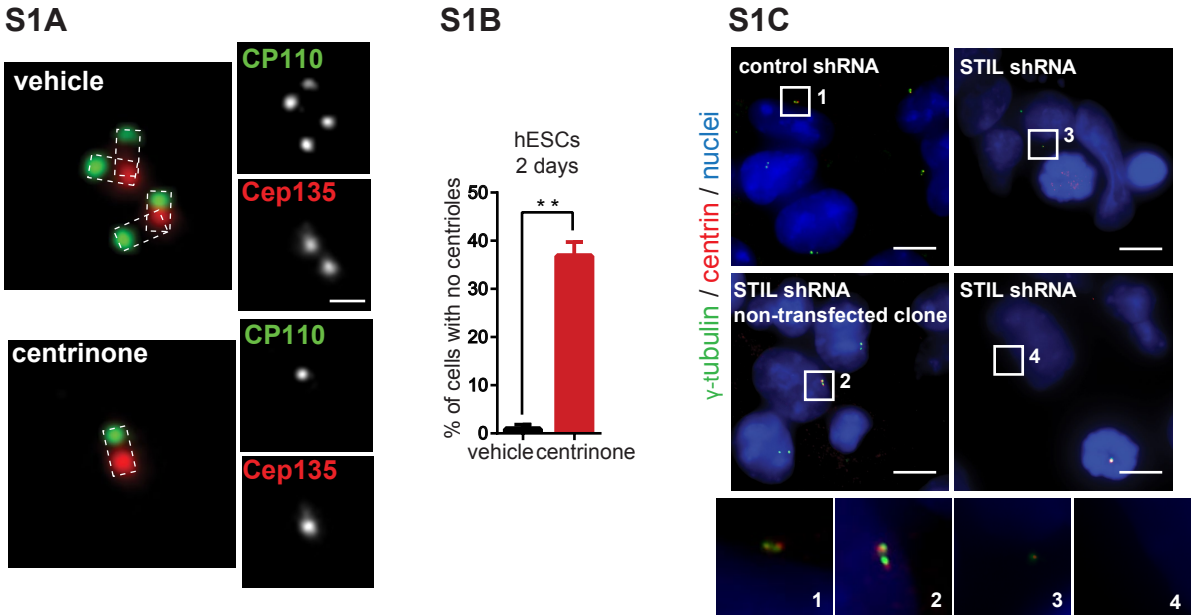 S1A
vehicle
CP110
Cep135
centrinone
CP110
Cep135
S1B
hESCs
2 days
% of cells with no centrioles
50
40
30
20
10
0
**
vehicle centrinone
S1C
γ-tubulin / centrin / nuclei
control shRNA
1
STIL shRNA
3
STIL shRNA
non-transfected clone
2
STIL shRNA
4
1
2
3
4